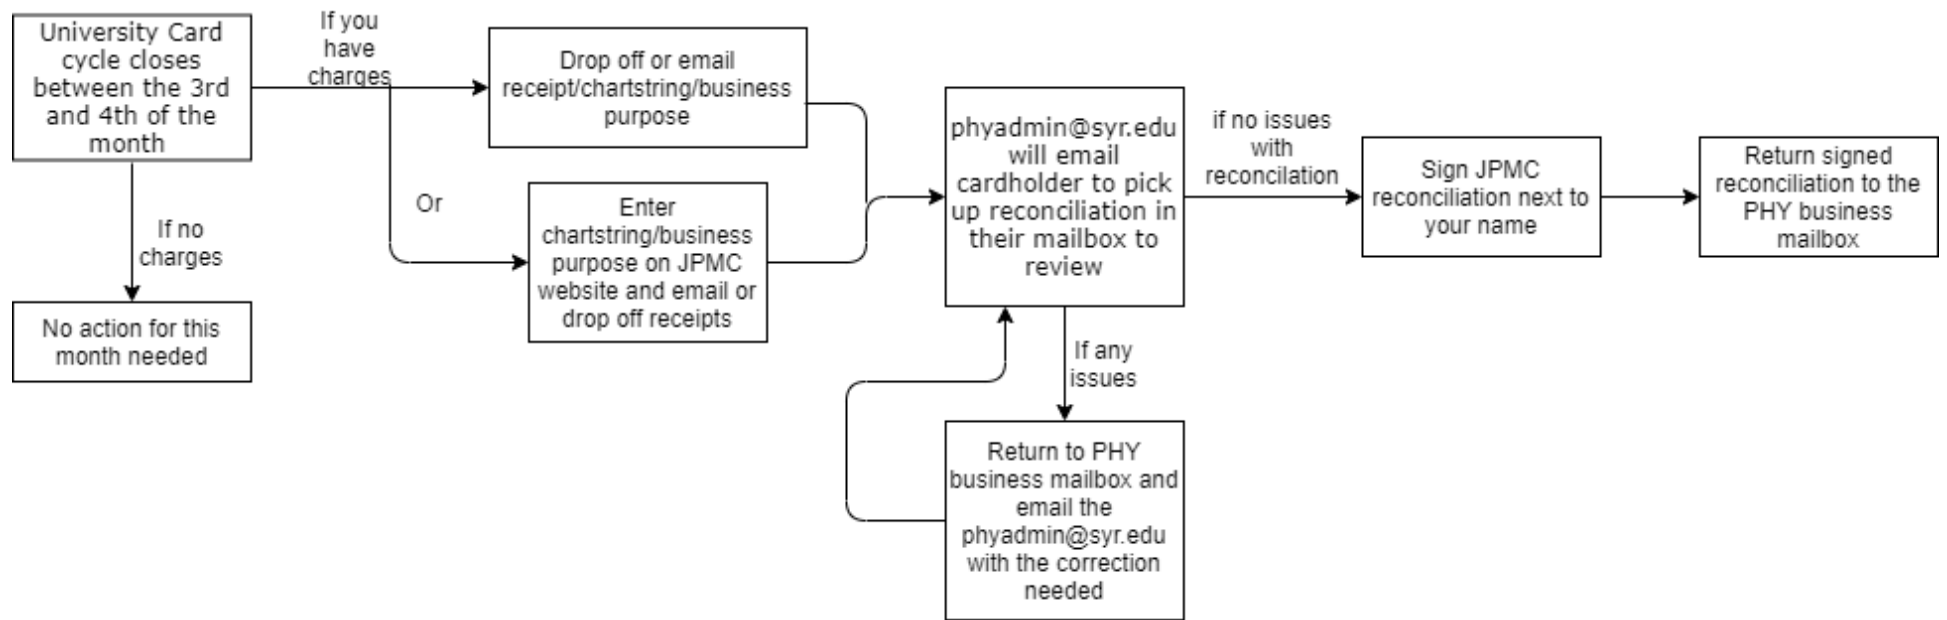 University Card
cycle closes
between the 3rd
and 4th of the
month
If you
have
charges
Drop off or email
receipt/chartstring/business
purpose
Or
Enter
chartstring/business
purpose on JPMC
website and email or
drop off receipts
If no
charges
No action for this
month needed
phyadmin@syr.edu
will email
cardholder to pick
up reconciliation in
their mailbox to
review
if no issues
with
reconcilation
Sign JPMC
reconciliation next to
your name
Return signed
reconciliation to the
PHY business
mailbox
If any
issues
Return to PHY
business mailbox and
email the
phyadmin@syr.edu
with the correction
needed